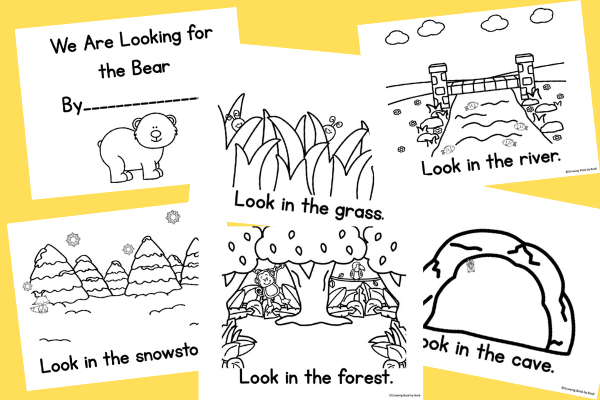 We Are Looking for
the Bear
By
Look in the grass.
Look in the river.
Look in the snowsto
Look in the forest.
ook in the cave.